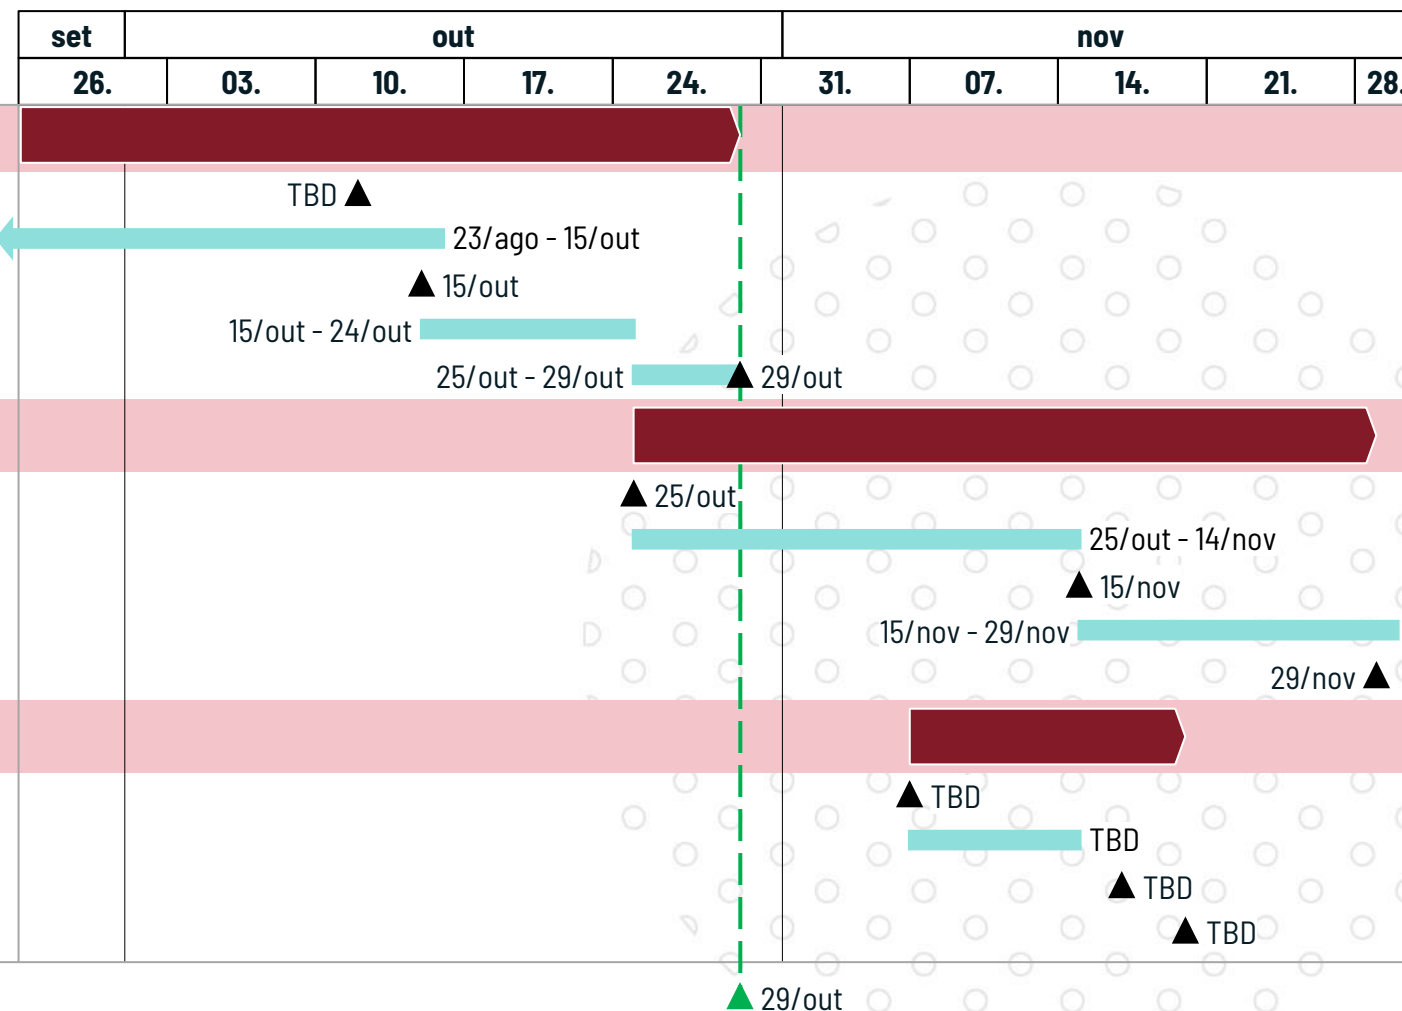 set out nov
26. 03. 10. 17. 24. 31. 07. 14. 21. 28.
TBD
23/ago - 15/out
15/out
15/out - 24/out
25/out - 29/out 29/out
25/out
25/out - 14/nov
15/nov
15/nov - 29/nov
29/nov
TBD
TBD
TBD
TBD
29/out